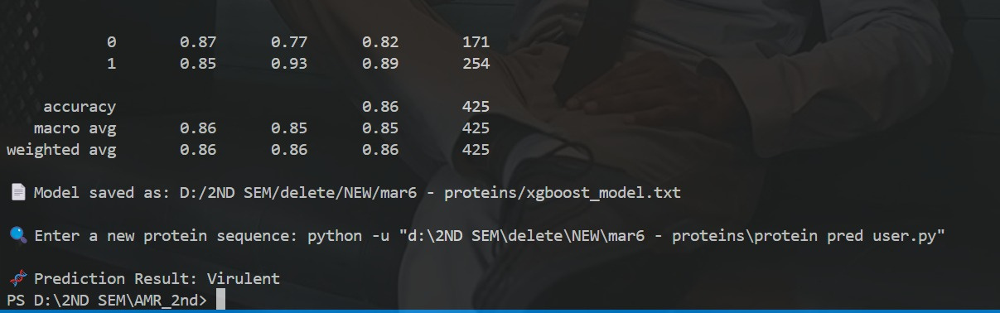 0 0.87 0.77 0.82 171
1 0.85 0.93 0.89 254
accuracy 0.86 425
macro avg 0.86 0.85 0.85 425
weighted avg 0.86 0.86 0.86 425
Model saved as: D:/2ND SEM/delete/NEW/mar6 - proteins/xgboost_model.txt
Enter a new protein sequence: python -u "d:\2ND SEM\delete\NEW\mar6 - proteins\protein pred user.py"
Prediction Result: Virulent
PS D:\2ND SEM\AMR_2nd>